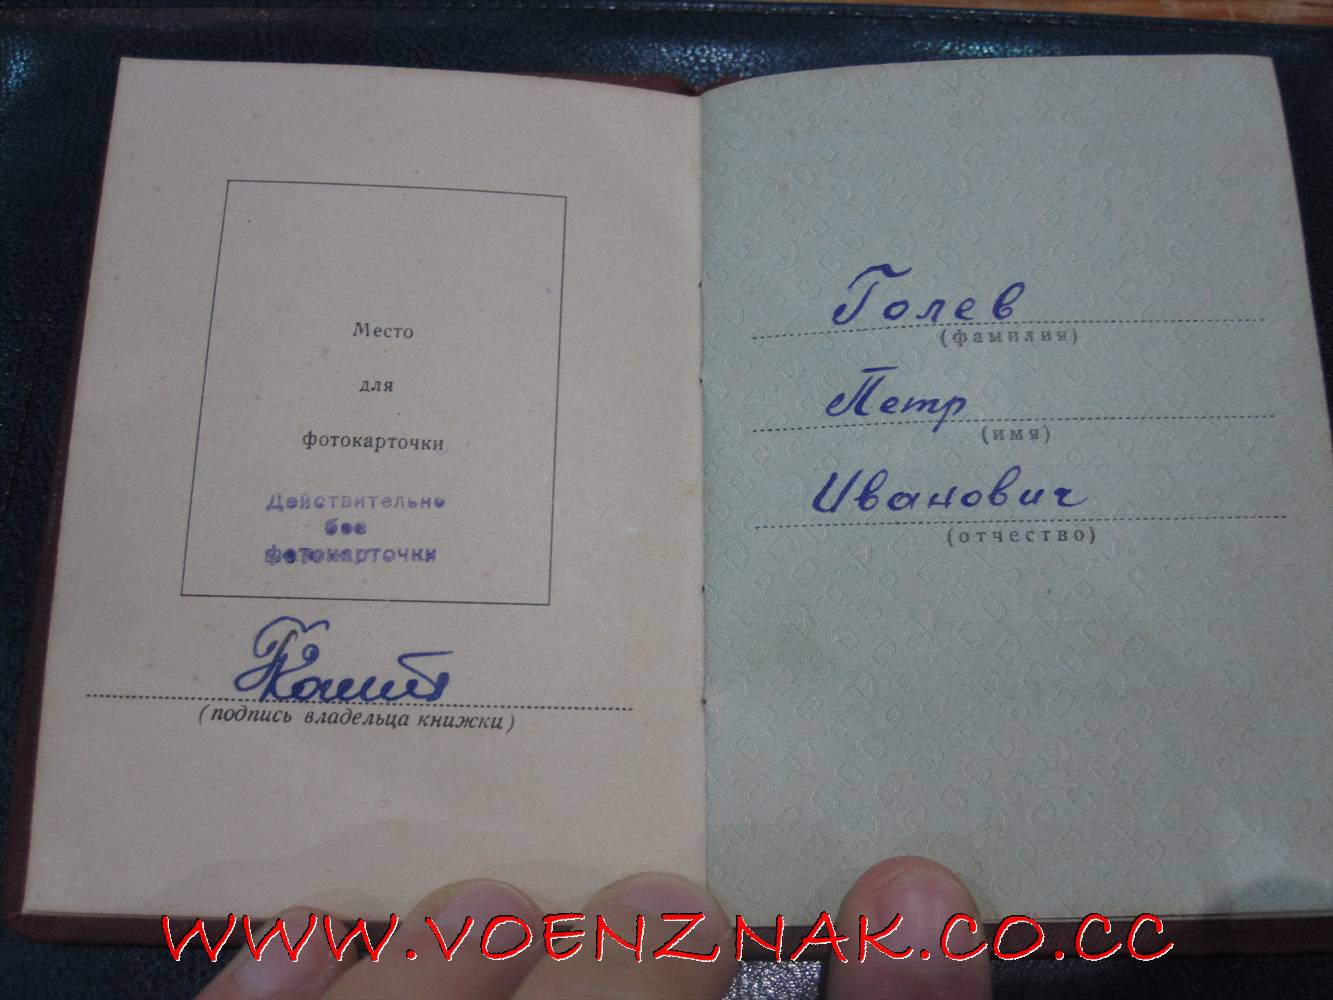 Место
для
фотокарточки
Действительно
без
фотокарточки
(подпись владельца книжки)
Голев
(фамилия)
Петр
(имя)
Иванович
(отчество)
WWW.VOENZNAK.CO.CC